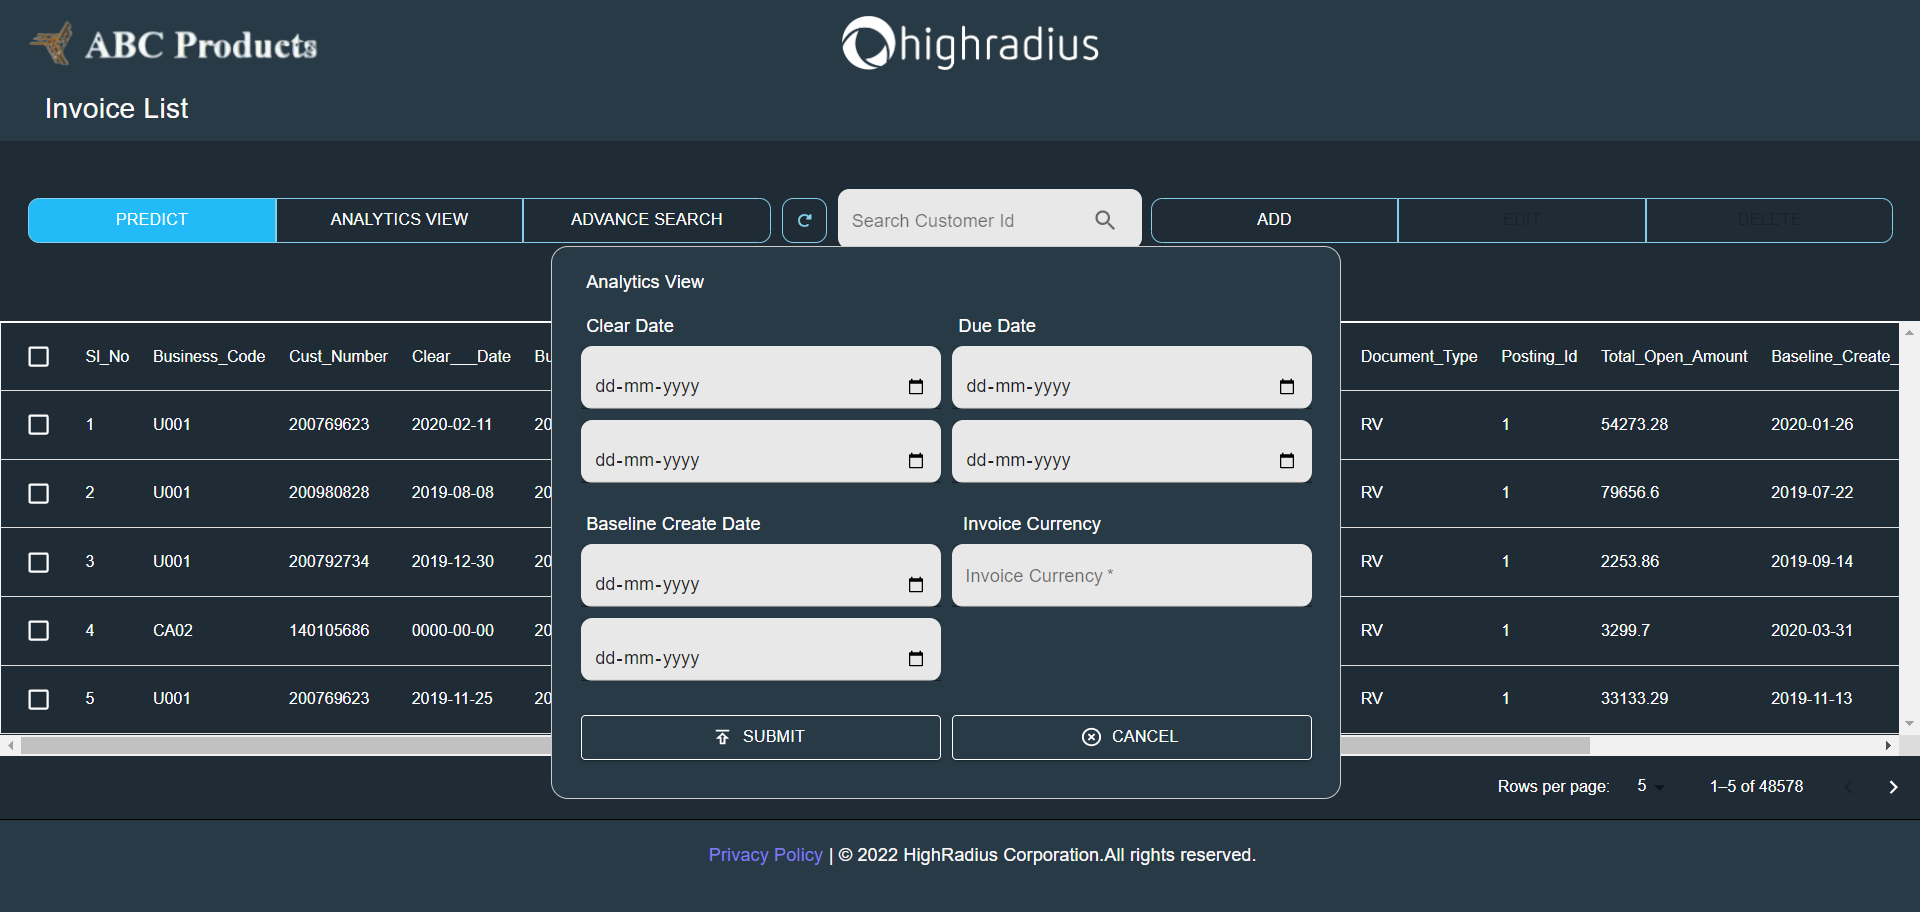 ABC Products
highradius
Invoice List
PREDICT ANALYTICS VIEW ADVANCE SEARCH Search Customer Id ADD EDIT DELETE
Analytics View
Clear Date Due Date
dd-mm-yyyy dd-mm-yyyy
dd-mm-yyyy dd-mm-yyyy
Baseline Create Date Invoice Currency
dd-mm-yyyy Invoice Currency *
dd-mm-yyyy
SUBMIT CANCEL
Sl_No Business_Code Cust_Number Clear___Date Bu Document_Type Posting_Id Total_Open_Amount Baseline_Create_
1 U001 200769623 2020-02-11 20 RV 1 54273.28 2020-01-26
2 U001 200980828 2019-08-08 20 RV 1 79656.6 2019-07-22
3 U001 200792734 2019-12-30 20 RV 1 2253.86 2019-09-14
4 CA02 140105686 0000-00-00 20 RV 1 3299.7 2020-03-31
5 U001 200769623 2019-11-25 20 RV 1 33133.29 2019-11-13
Rows per page: 5 1–5 of 48578
Privacy Policy | © 2022 HighRadius Corporation.All rights reserved.